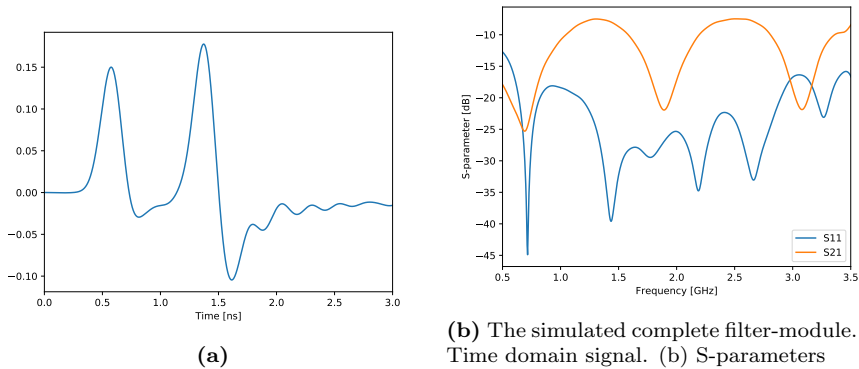 0.15
0.10
0.05
0.00
−0.05
−0.10
0.0 0.5 1.0 1.5 2.0 2.5 3.0
Time [ns]
(a)
−10
−15
−20
−25
−30
−35
−40
−45
S-parameter [dB]
S11
S21
0.5 1.0 1.5 2.0 2.5 3.0 3.5
Frequency [GHz]
(b) The simulated complete filter-module.
Time domain signal. (b) S-parameters